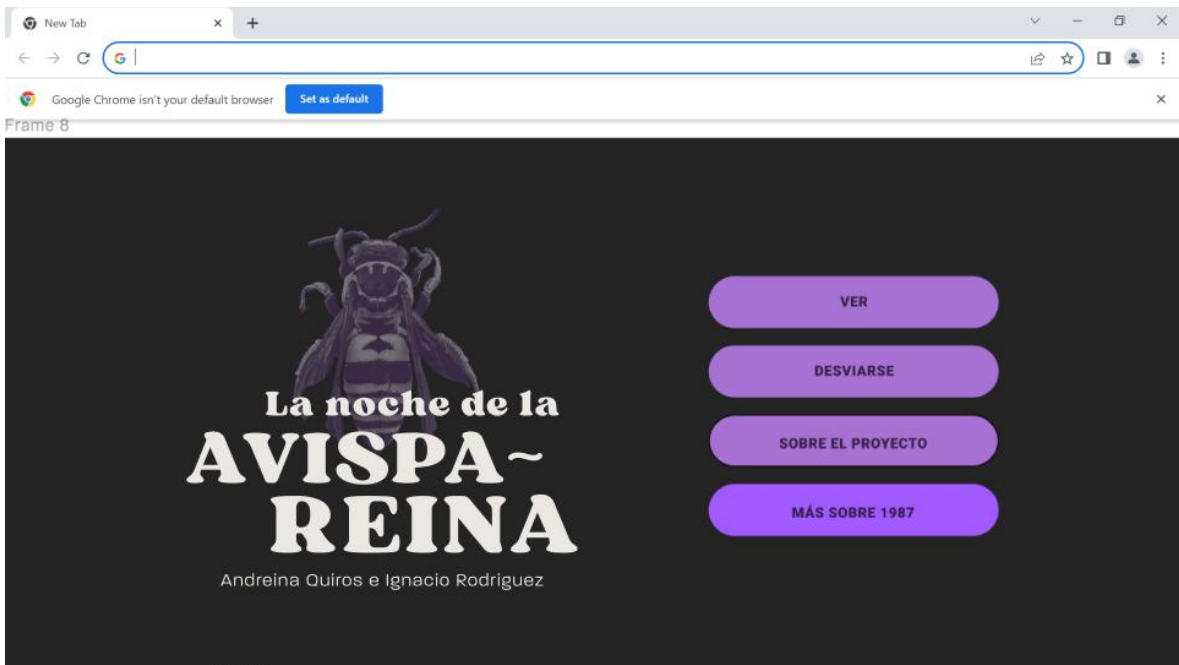 New Tab
Google Chrome isn't your default browser Set as default
Frame 8
La noche de la
AVISPA~
REINA
Andreina Quiros e Ignacio Rodriguez
VER
DESVIARSE
SOBRE EL PROYECTO
MÁS SOBRE 1987